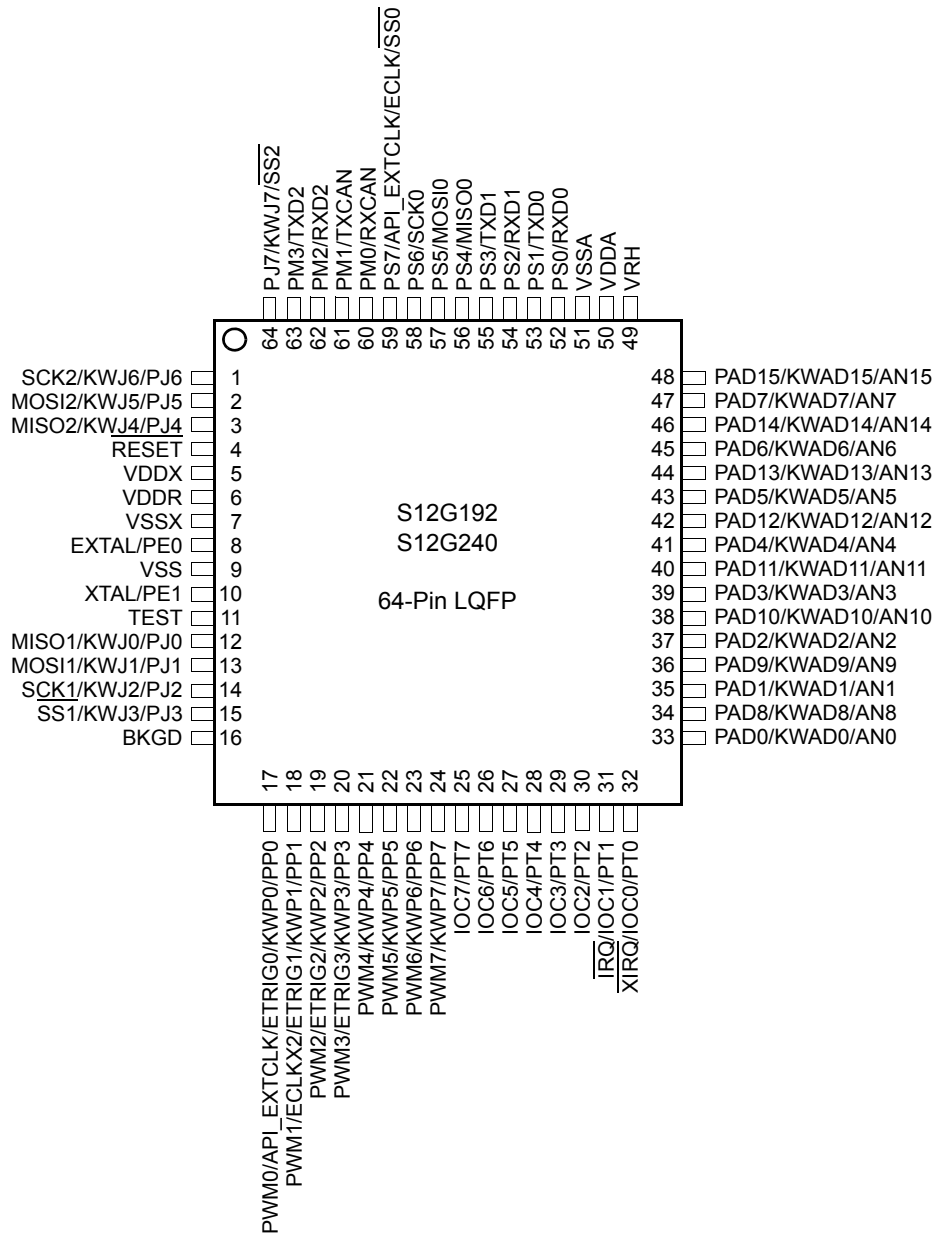 PJ7/KWJ7/SS2
PM3/TXD2
PM2/RXD2
PM1/TXCAN
PM0/RXCAN
PS7/API_EXTCLK/ECLK/SS0
PS6/SCK0
PS5/MOSI0
PS4/MISO0
PS3/TXD1
PS2/RXD1
PS1/TXD0
PS0/RXD0
VSSA
VDDA
VRH
64 63 62 61 60 59 58 57 56 55 54 53 52 51 50 49
SCK2/KWJ6/PJ6 1
MOSI2/KWJ5/PJ5 2
MISO2/KWJ4/PJ4 3
RESET 4
VDDX 5
VDDR 6
VSSX 7
EXTAL/PE0 8
VSS 9
XTAL/PE1 10
TEST 11
MISO1/KWJ0/PJ0 12
MOSI1/KWJ1/PJ1 13
SCK1/KWJ2/PJ2 14
SS1/KWJ3/PJ3 15
BKGD 16
S12G192
S12G240
64-Pin LQFP
48 PAD15/KWAD15/AN15
47 PAD7/KWAD7/AN7
46 PAD14/KWAD14/AN14
45 PAD6/KWAD6/AN6
44 PAD13/KWAD13/AN13
43 PAD5/KWAD5/AN5
42 PAD12/KWAD12/AN12
41 PAD4/KWAD4/AN4
40 PAD11/KWAD11/AN11
39 PAD3/KWAD3/AN3
38 PAD10/KWAD10/AN10
37 PAD2/KWAD2/AN2
36 PAD9/KWAD9/AN9
35 PAD1/KWAD1/AN1
34 PAD8/KWAD8/AN8
33 PAD0/KWAD0/AN0
17 18 19 20 21 22 23 24 25 26 27 28 29 30 31 32
PWM0/API_EXTCLK/ETRIG0/KWP0/PP0
PWM1/ECLKX2/ETRIG1/KWP1/PP1
PWM2/ETRIG2/KWP2/PP2
PWM3/ETRIG3/KWP3/PP3
PWM4/KWP4/PP4
PWM5/KWP5/PP5
PWM6/KWP6/PP6
PWM7/KWP7/PP7
IOC7/PT7
IOC6/PT6
IOC5/PT5
IOC4/PT4
IOC3/PT3
IOC2/PT2
IRQ/IOC1/PT1
XIRQ/IOC0/PT0